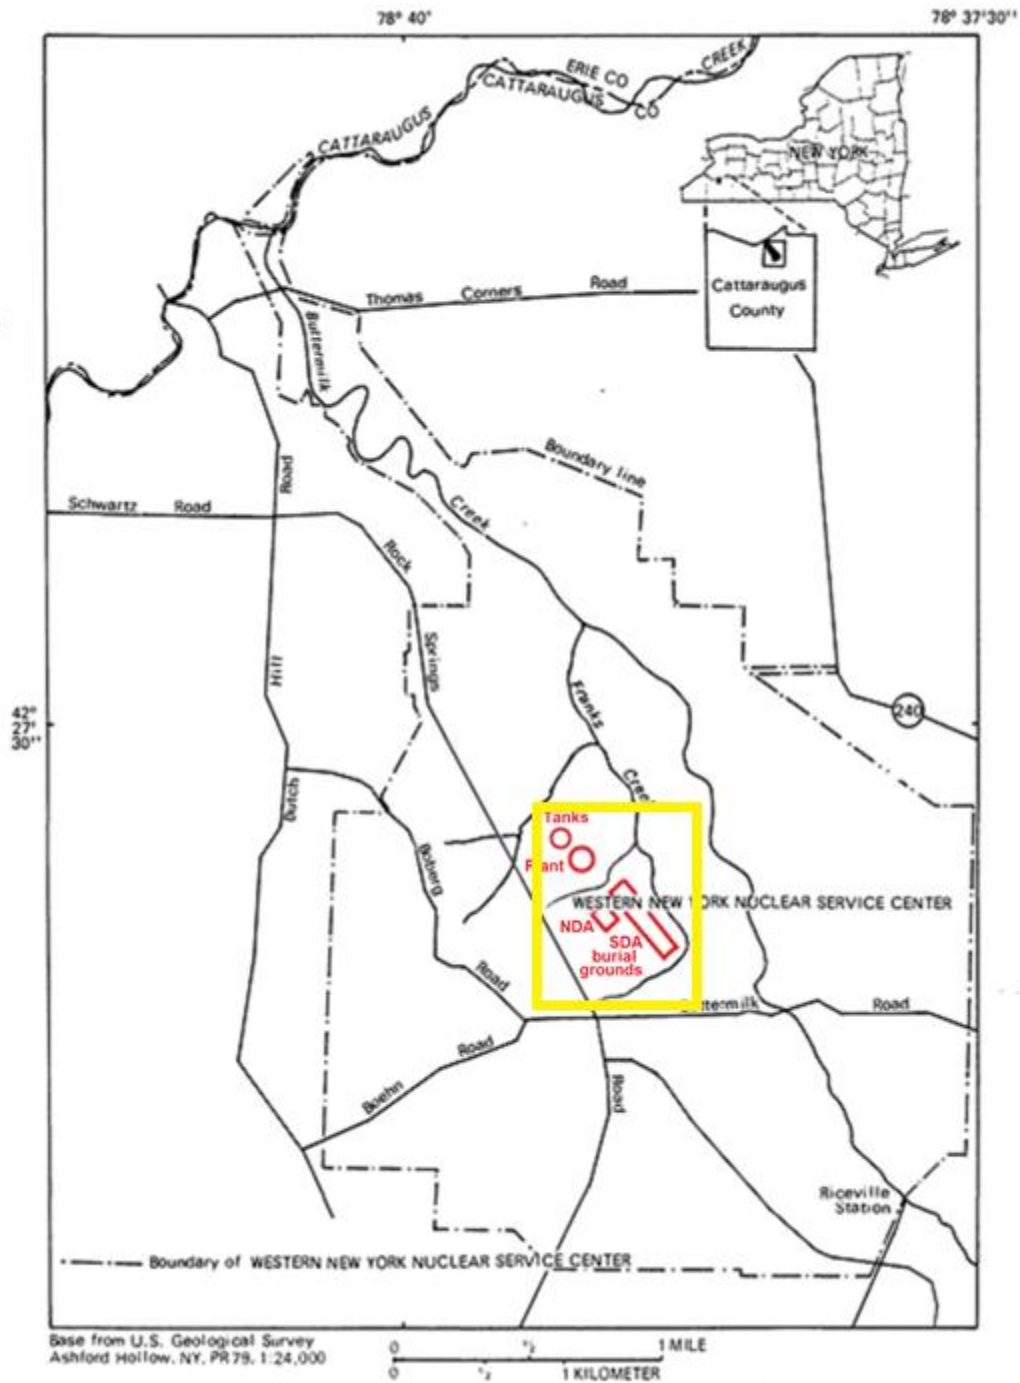 78° 40'
78° 37'30"
ERIE CO
CREEK
CATTARAUGUS
CO
CATTARAUGUS
NEW YORK
Thomas Corners Road
Cattaraugus
County
Buttermilk
Boundary line
Road
Schwartz Road
Creek
Rock
Springs
Hill
Franks
240
42°
27'
30"
Dutch
Creek
Tanks
Plant
Boberg
WESTERN NEW YORK NUCLEAR SERVICE CENTER
NDA
SDA
burial
grounds
Road
Buttermilk Road
Road
Boehn
Road
Riceville
Station
Boundary of WESTERN NEW YORK NUCLEAR SERVICE CENTER
Base from U.S. Geological Survey
Ashford Hollow, NY, PR79, 1:24,000
0 ½ 1 MILE
0 ½ 1 KILOMETER